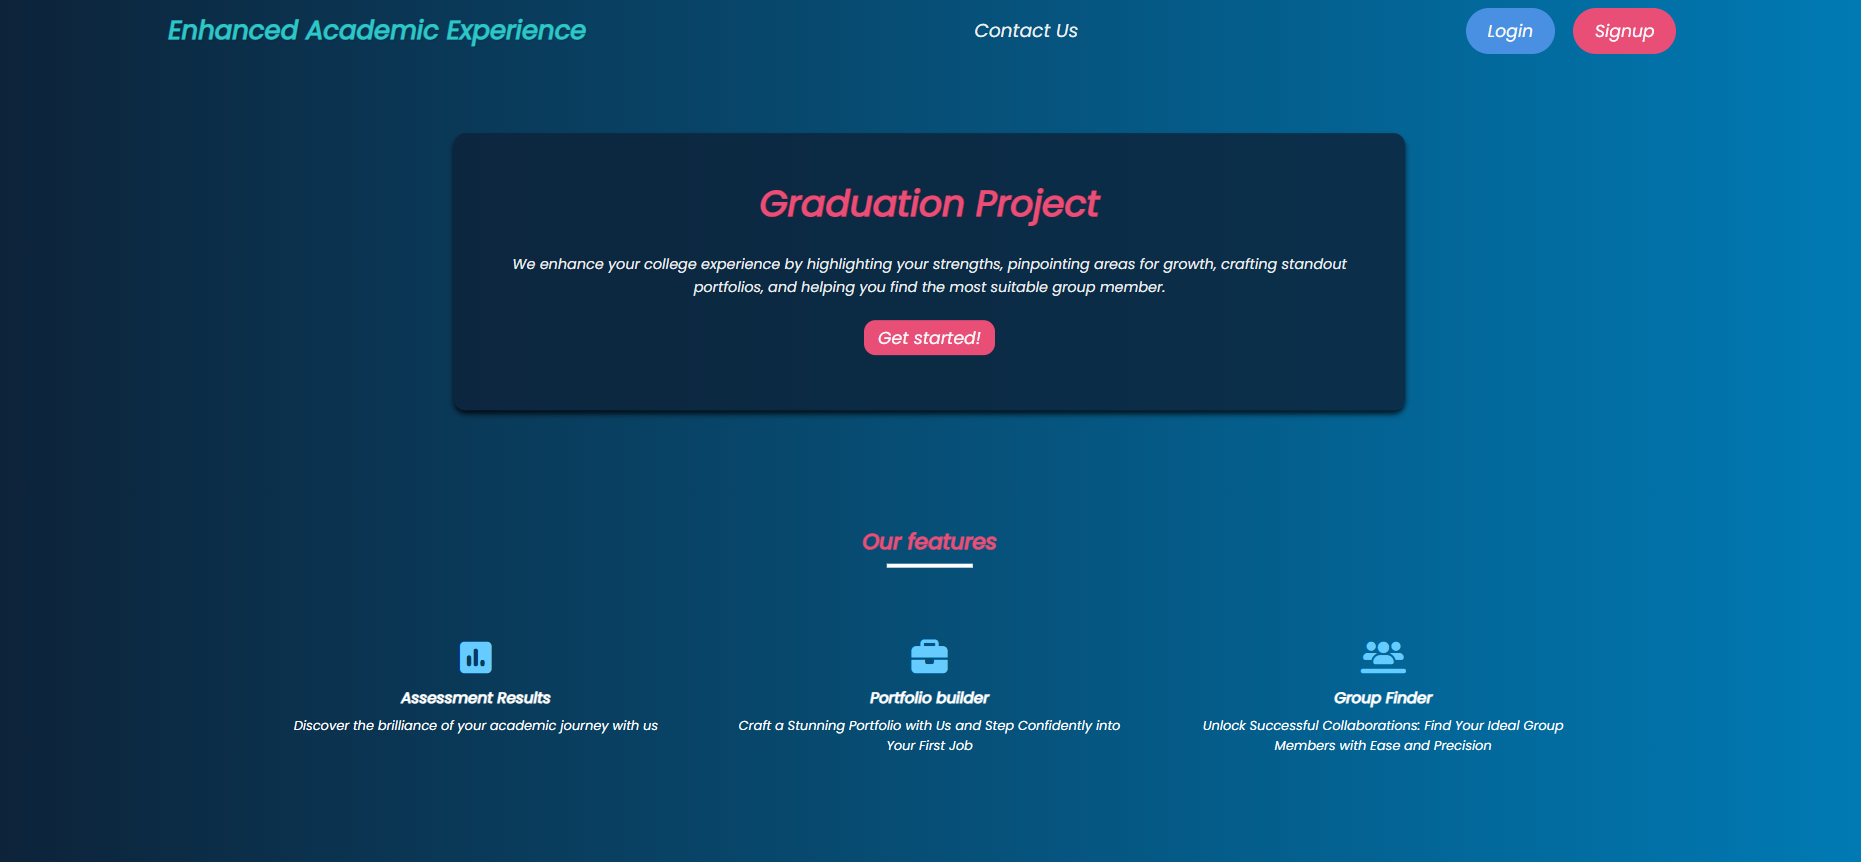 Enhanced Academic Experience
Contact Us
Login
Signup
Graduation Project
We enhance your college experience by highlighting your strengths, pinpointing areas for growth, crafting standout
portfolios, and helping you find the most suitable group member.
Get started!
Our features
Assessment Results
Discover the brilliance of your academic journey with us
Portfolio builder
Craft a Stunning Portfolio with Us and Step Confidently into
Your First Job
Group Finder
Unlock Successful Collaborations: Find Your Ideal Group
Members with Ease and Precision